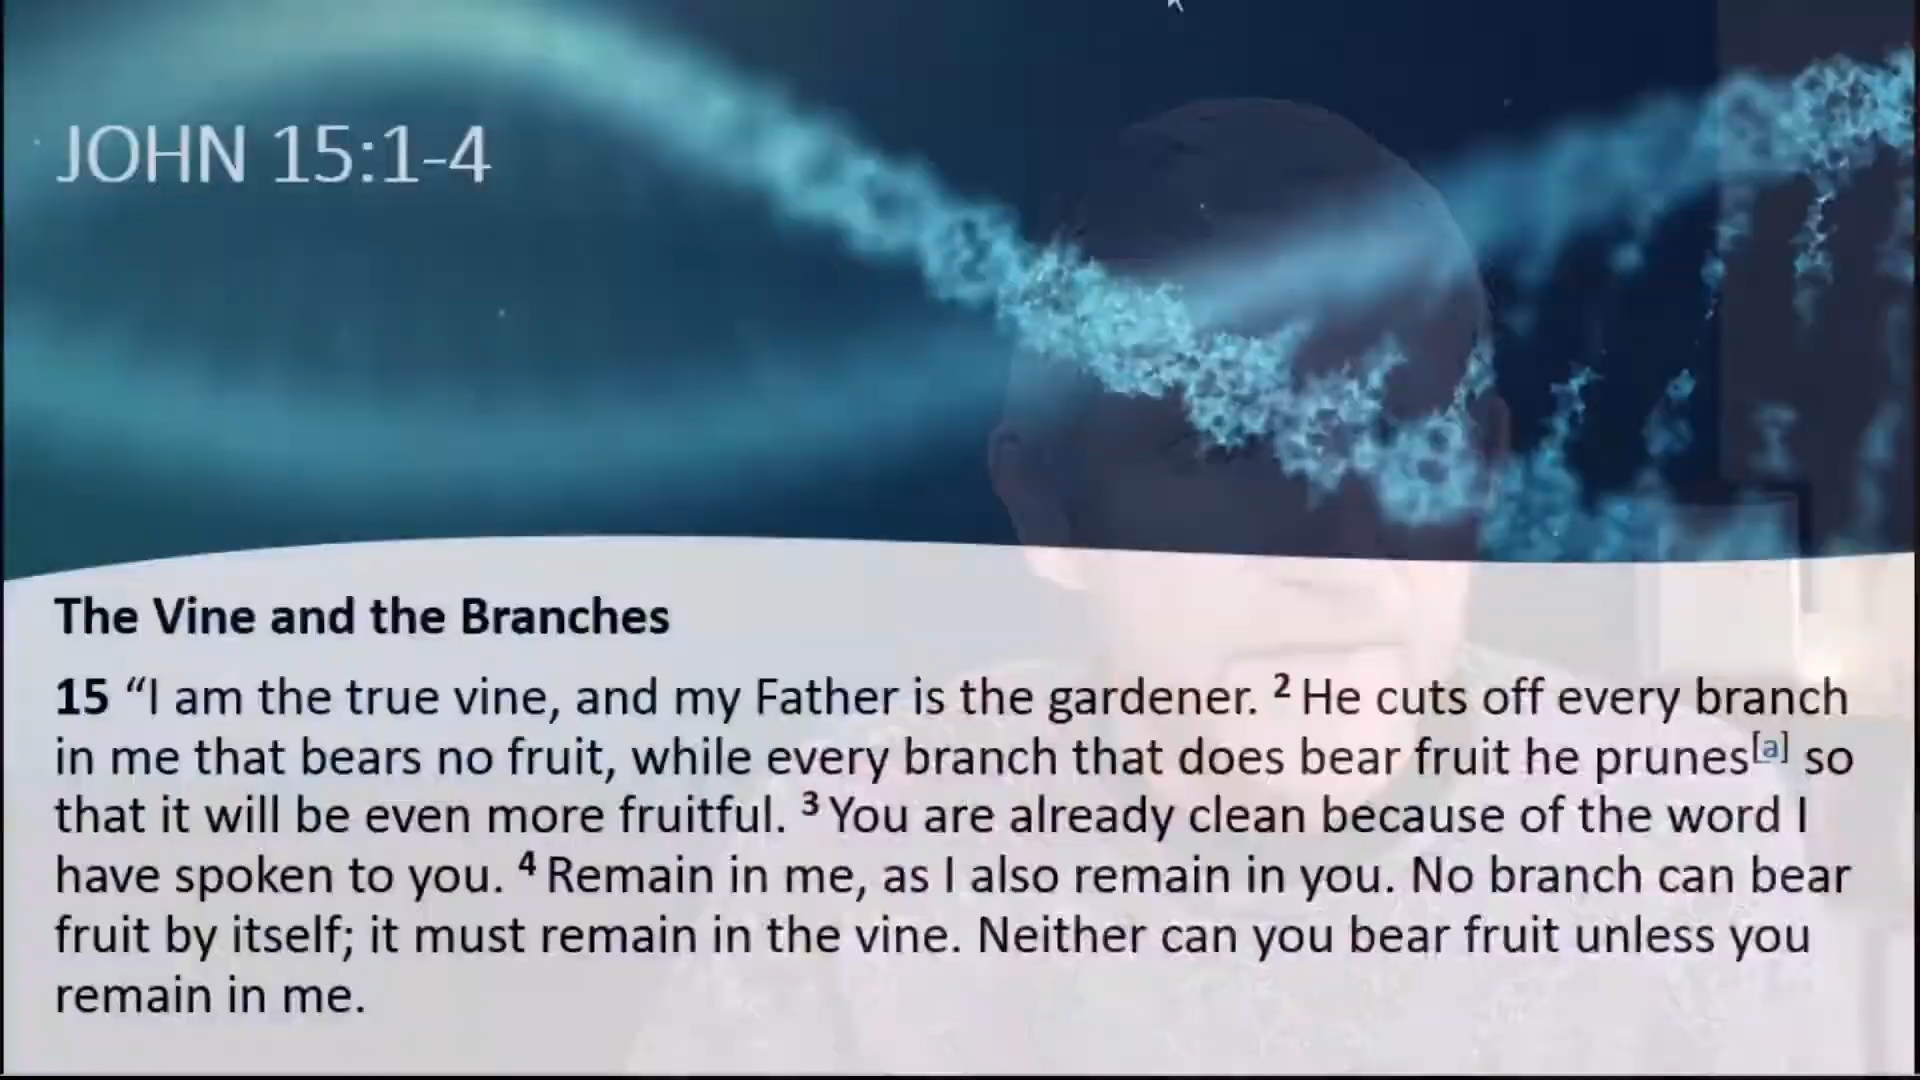 JOHN 15:1-4
The Vine and the Branches
15 “I am the true vine, and my Father is the gardener. 2 He cuts off every branch
in me that bears no fruit, while every branch that does bear fruit he prunes[a] so
that it will be even more fruitful. 3 You are already clean because of the word I
have spoken to you. 4 Remain in me, as I also remain in you. No branch can bear
fruit by itself; it must remain in the vine. Neither can you bear fruit unless you
remain in me.